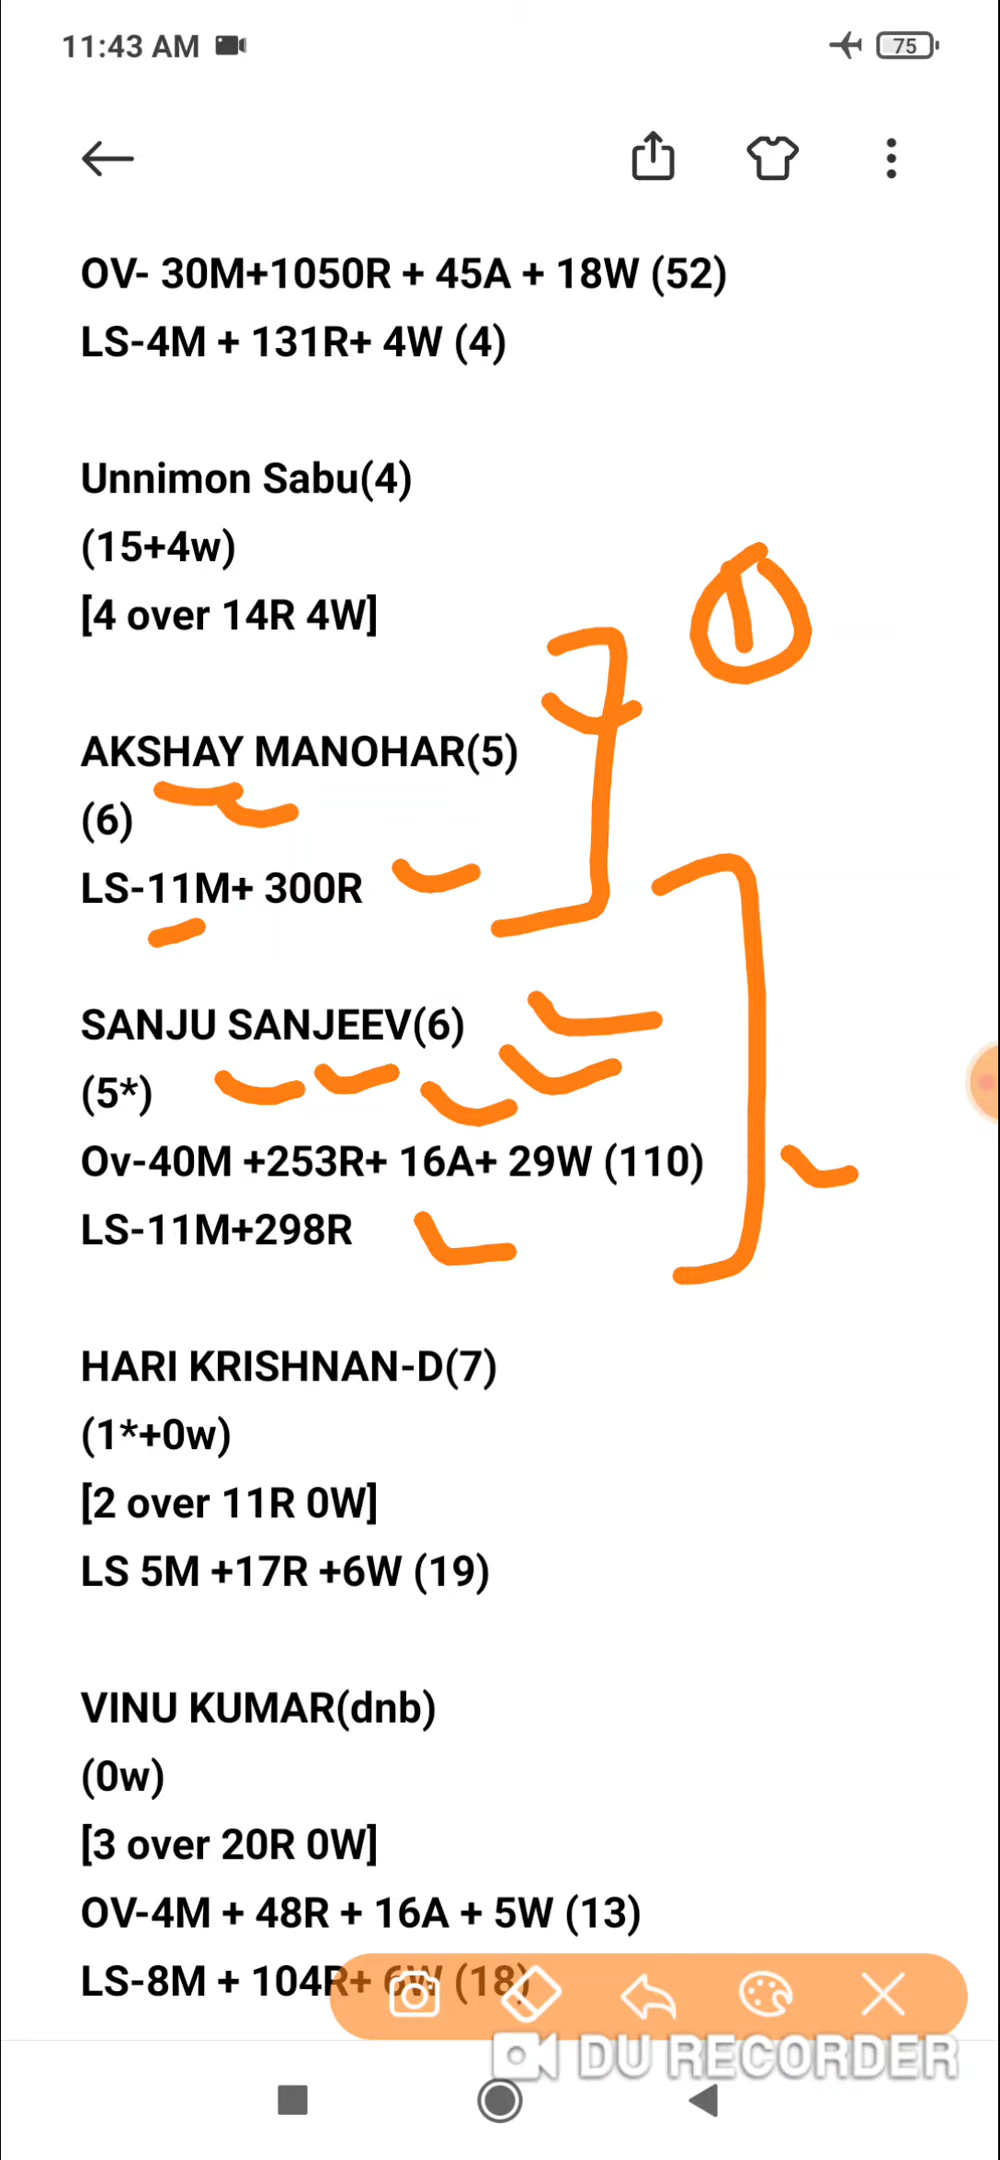 11:43 AM
75
OV- 30M+1050R + 45A + 18W (52)
LS-4M + 131R+ 4W (4)
Unnimon Sabu(4)
(15+4w)
[4 over 14R 4W]
1
AKSHAY MANOHAR(5)
(6)
LS-11M+ 300R
SANJU SANJEEV(6)
(5*)
Ov-40M +253R+ 16A+ 29W (110)
LS-11M+298R
HARI KRISHNAN-D(7)
(1*+0w)
[2 over 11R 0W]
LS 5M +17R +6W (19)
VINU KUMAR(dnb)
(0w)
[3 over 20R 0W]
OV-4M + 48R + 16A + 5W (13)
LS-8M + 104R+ 6W (18)
DU RECORDER